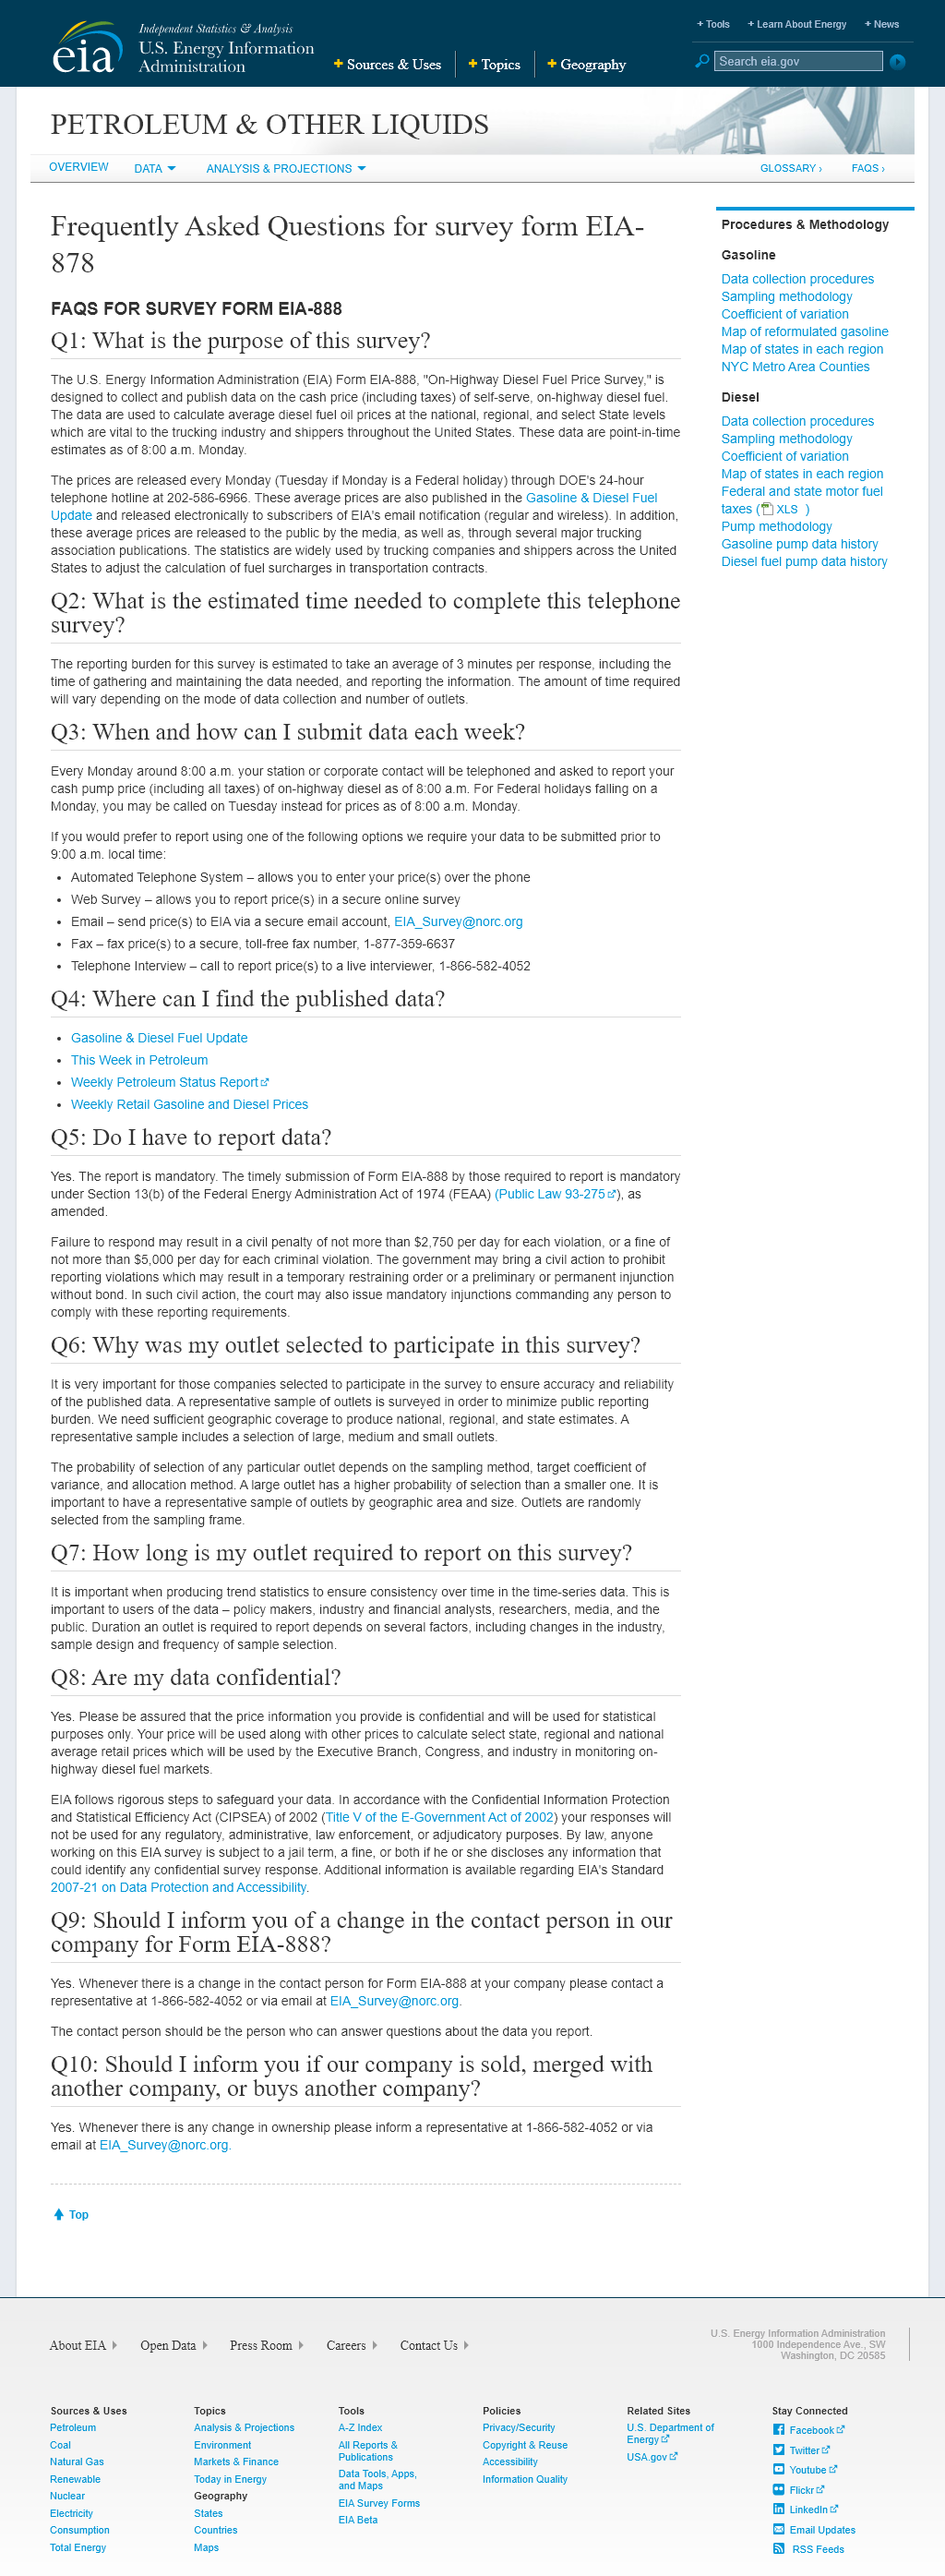 Independent Statistics & Analysis
U.S. Energy Information
Administration
eia
+ Sources & Uses
+ Topics
+ Geography
+ Tools + Learn About Energy + News
Search eia.gov
PETROLEUM & OTHER LIQUIDS
OVERVIEW DATA ANALYSIS & PROJECTIONS GLOSSARY › FAQS ›
Frequently Asked Questions for survey form EIA-
878
FAQS FOR SURVEY FORM EIA-888
Q1: What is the purpose of this survey?
The U.S. Energy Information Administration (EIA) Form EIA-888, "On-Highway Diesel Fuel Price Survey," is
designed to collect and publish data on the cash price (including taxes) of self-serve, on-highway diesel fuel.
The data are used to calculate average diesel fuel oil prices at the national, regional, and select State levels
which are vital to the trucking industry and shippers throughout the United States. These data are point-in-time
estimates as of 8:00 a.m. Monday.
The prices are released every Monday (Tuesday if Monday is a Federal holiday) through DOE's 24-hour
telephone hotline at 202-586-6966. These average prices are also published in the Gasoline & Diesel Fuel
Update and released electronically to subscribers of EIA's email notification (regular and wireless). In addition,
these average prices are released to the public by the media, as well as, through several major trucking
association publications. The statistics are widely used by trucking companies and shippers across the United
States to adjust the calculation of fuel surcharges in transportation contracts.
Q2: What is the estimated time needed to complete this telephone
survey?
The reporting burden for this survey is estimated to take an average of 3 minutes per response, including the
time of gathering and maintaining the data needed, and reporting the information. The amount of time required
will vary depending on the mode of data collection and number of outlets.
Q3: When and how can I submit data each week?
Every Monday around 8:00 a.m. your station or corporate contact will be telephoned and asked to report your
cash pump price (including all taxes) of on-highway diesel as of 8:00 a.m. For Federal holidays falling on a
Monday, you may be called on Tuesday instead for prices as of 8:00 a.m. Monday.
If you would prefer to report using one of the following options we require your data to be submitted prior to
9:00 a.m. local time:
• Automated Telephone System – allows you to enter your price(s) over the phone
• Web Survey – allows you to report price(s) in a secure online survey
• Email – send price(s) to EIA via a secure email account, EIA_Survey@norc.org
• Fax – fax price(s) to a secure, toll-free fax number, 1-877-359-6637
• Telephone Interview – call to report price(s) to a live interviewer, 1-866-582-4052
Q4: Where can I find the published data?
• Gasoline & Diesel Fuel Update
• This Week in Petroleum
• Weekly Petroleum Status Report
• Weekly Retail Gasoline and Diesel Prices
Q5: Do I have to report data?
Yes. The report is mandatory. The timely submission of Form EIA-888 by those required to report is mandatory
under Section 13(b) of the Federal Energy Administration Act of 1974 (FEAA) (Public Law 93-275), as
amended.
Failure to respond may result in a civil penalty of not more than $2,750 per day for each violation, or a fine of
not more than $5,000 per day for each criminal violation. The government may bring a civil action to prohibit
reporting violations which may result in a temporary restraining order or a preliminary or permanent injunction
without bond. In such civil action, the court may also issue mandatory injunctions commanding any person to
comply with these reporting requirements.
Q6: Why was my outlet selected to participate in this survey?
It is very important for those companies selected to participate in the survey to ensure accuracy and reliability
of the published data. A representative sample of outlets is surveyed in order to minimize public reporting
burden. We need sufficient geographic coverage to produce national, regional, and state estimates. A
representative sample includes a selection of large, medium and small outlets.
The probability of selection of any particular outlet depends on the sampling method, target coefficient of
variance, and allocation method. A large outlet has a higher probability of selection than a smaller one. It is
important to have a representative sample of outlets by geographic area and size. Outlets are randomly
selected from the sampling frame.
Q7: How long is my outlet required to report on this survey?
It is important when producing trend statistics to ensure consistency over time in the time-series data. This is
important to users of the data – policy makers, industry and financial analysts, researchers, media, and the
public. Duration an outlet is required to report depends on several factors, including changes in the industry,
sample design and frequency of sample selection.
Q8: Are my data confidential?
Yes. Please be assured that the price information you provide is confidential and will be used for statistical
purposes only. Your price will be used along with other prices to calculate select state, regional and national
average retail prices which will be used by the Executive Branch, Congress, and industry in monitoring on-
highway diesel fuel markets.
EIA follows rigorous steps to safeguard your data. In accordance with the Confidential Information Protection
and Statistical Efficiency Act (CIPSEA) of 2002 (Title V of the E-Government Act of 2002) your responses will
not be used for any regulatory, administrative, law enforcement, or adjudicatory purposes. By law, anyone
working on this EIA survey is subject to a jail term, a fine, or both if he or she discloses any information that
could identify any confidential survey response. Additional information is available regarding EIA's Standard
2007-21 on Data Protection and Accessibility.
Q9: Should I inform you of a change in the contact person in our
company for Form EIA-888?
Yes. Whenever there is a change in the contact person for Form EIA-888 at your company please contact a
representative at 1-866-582-4052 or via email at EIA_Survey@norc.org.
The contact person should be the person who can answer questions about the data you report.
Q10: Should I inform you if our company is sold, merged with
another company, or buys another company?
Yes. Whenever there is any change in ownership please inform a representative at 1-866-582-4052 or via
email at EIA_Survey@norc.org.
Top
Procedures & Methodology
Gasoline
Data collection procedures
Sampling methodology
Coefficient of variation
Map of reformulated gasoline
Map of states in each region
NYC Metro Area Counties
Diesel
Data collection procedures
Sampling methodology
Coefficient of variation
Map of states in each region
Federal and state motor fuel
taxes (XLS )
Pump methodology
Gasoline pump data history
Diesel fuel pump data history
About EIA Open Data Press Room Careers Contact Us
U.S. Energy Information Administration
1000 Independence Ave., SW
Washington, DC 20585
Sources & Uses
Petroleum
Coal
Natural Gas
Renewable
Nuclear
Electricity
Consumption
Total Energy
Topics
Analysis & Projections
Environment
Markets & Finance
Today in Energy
Geography
States
Countries
Maps
Tools
A-Z Index
All Reports &
Publications
Data Tools, Apps,
and Maps
EIA Survey Forms
EIA Beta
Policies
Privacy/Security
Copyright & Reuse
Accessibility
Information Quality
Related Sites
U.S. Department of
Energy
USA.gov
Stay Connected
Facebook
Twitter
Youtube
Flickr
LinkedIn
Email Updates
RSS Feeds